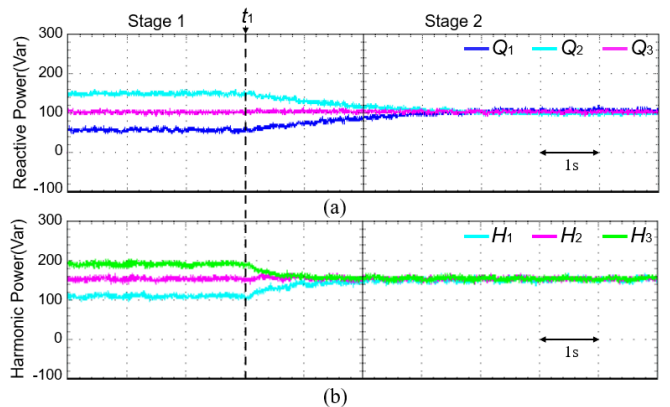 Stage 1
t1
Stage 2
(a)
Reactive Power(Var)
300
200
100
0
-100
Q1 Q2 Q3
1s
(a)
Harmonic Power(Var)
300
200
100
0
-100
H1 H2 H3
1s
(b)